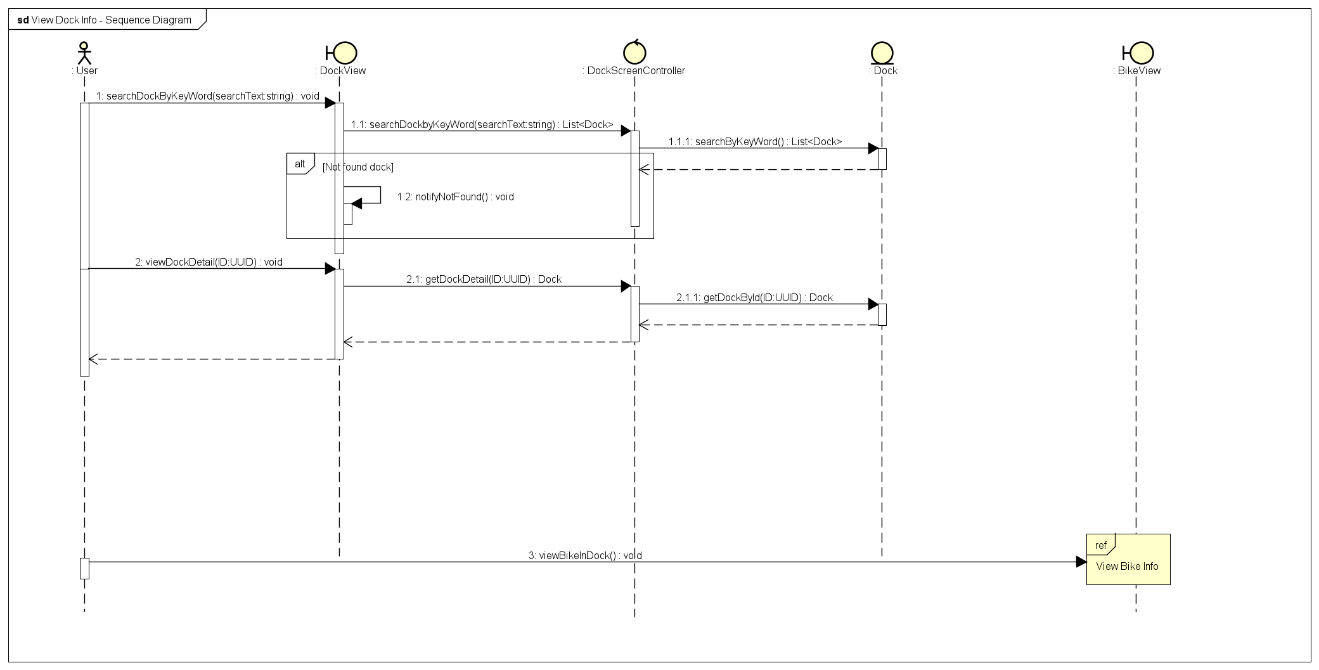 sd View Dock Info - Sequence Diagram
: User
: DockView
: DockScreenController
: Dock
: BikeView
1: searchDockByKeyWord(searchText:string) : void
1.1: searchDockbyKeyWord(searchText:string) : List<Dock>
1.1.1: searchByKeyWord() : List<Dock>
alt
[Not found dock]
1.2: notifyNotFound() : void
2: viewDockDetail(ID:UUID) : void
2.1: getDockDetail(ID:UUID) : Dock
2.1.1: getDockById(ID:UUID) : Dock
3: viewBikeInDock() : void
ref
View Bike Info